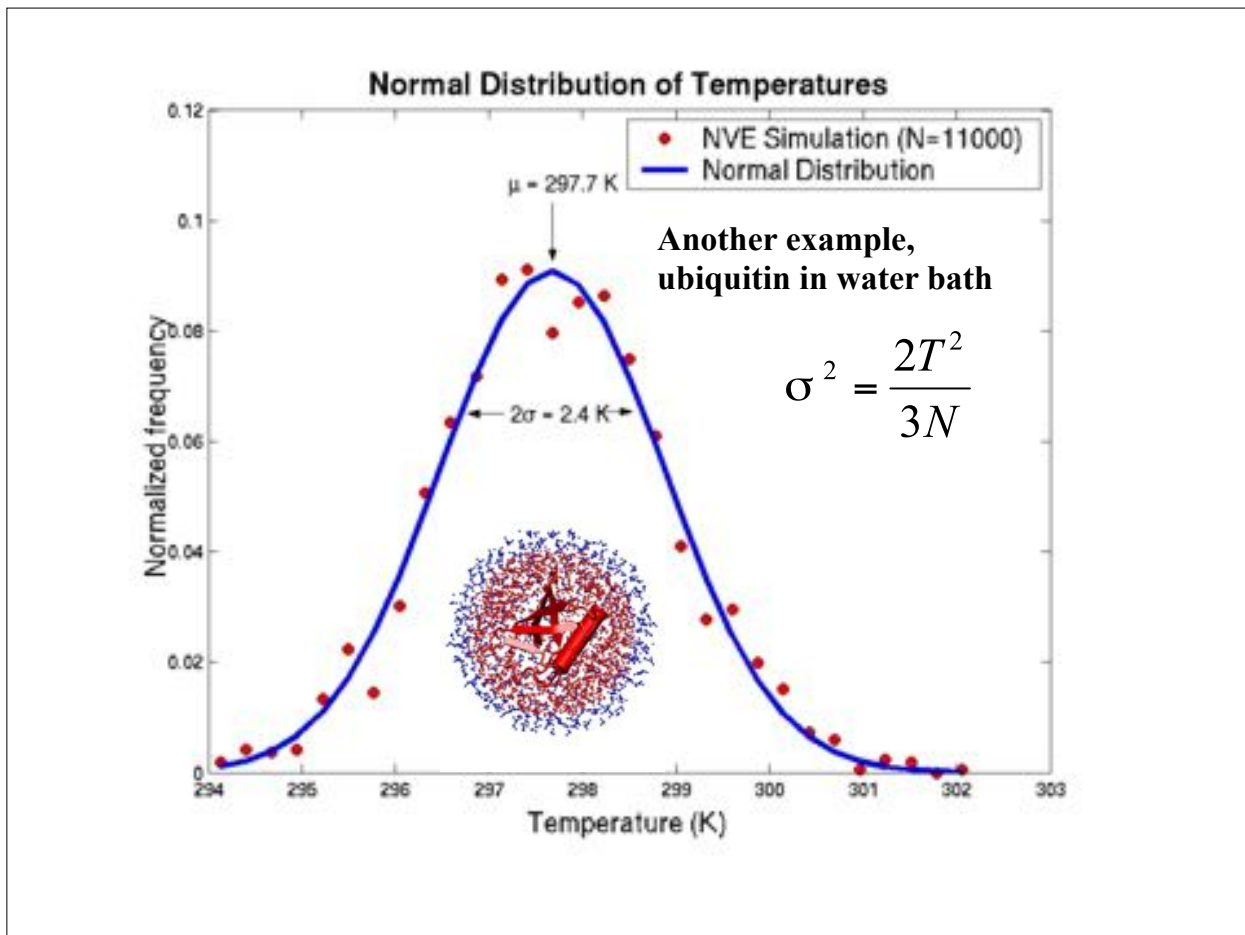 Normal Distribution of Temperatures
0.12
0.1
0.08
0.06
0.04
0.02
0
Normalized frequency
NVE Simulation (N=11000)
Normal Distribution
μ = 297.7 K
Another example,
ubiquitin in water bath
σ² = 2T² / 3N
2σ = 2.4 K
294 295 296 297 298 299 300 301 302 303
Temperature (K)